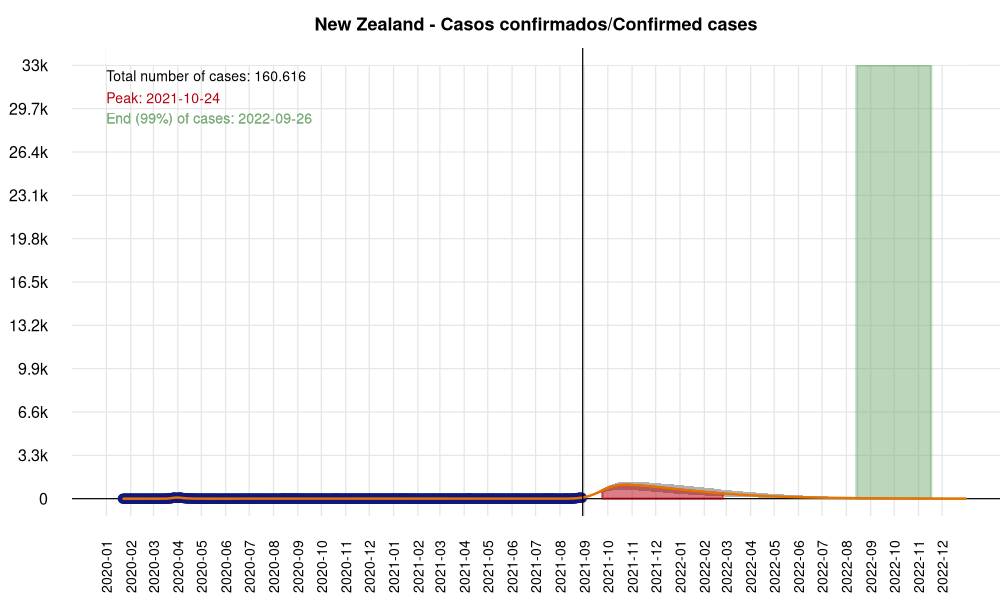 New Zealand - Casos confirmados/Confirmed cases
Total number of cases: 160.616
Peak: 2021-10-24
End (99%) of cases: 2022-09-26
33k
29.7k
26.4k
23.1k
19.8k
16.5k
13.2k
9.9k
6.6k
3.3k
0
2020-01
2020-02
2020-03
2020-04
2020-05
2020-06
2020-07
2020-08
2020-09
2020-10
2020-11
2020-12
2021-01
2021-02
2021-03
2021-04
2021-05
2021-06
2021-07
2021-08
2021-09
2021-10
2021-11
2021-12
2022-01
2022-02
2022-03
2022-04
2022-05
2022-06
2022-07
2022-08
2022-09
2022-10
2022-11
2022-12